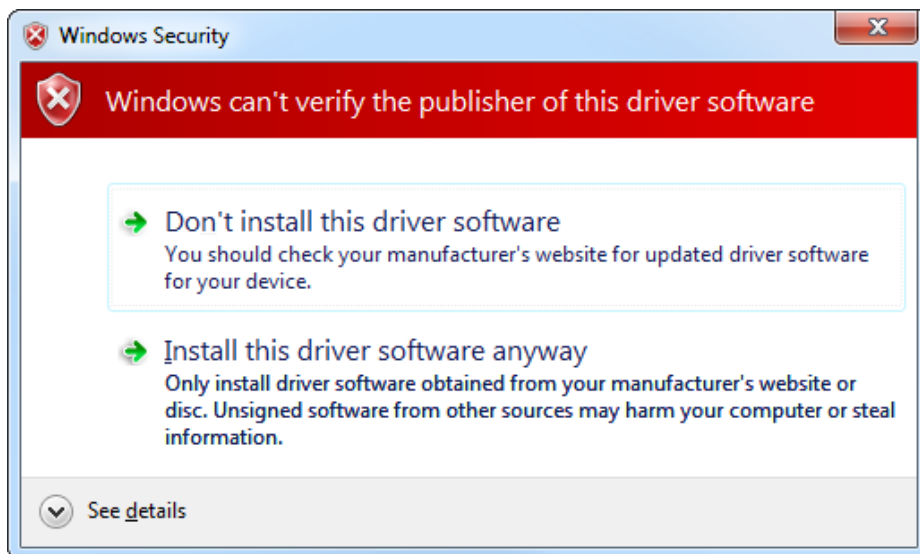 Windows Security
Windows can't verify the publisher of this driver software
Don't install this driver software
You should check your manufacturer's website for updated driver software
for your device.
Install this driver software anyway
Only install driver software obtained from your manufacturer's website or
disc. Unsigned software from other sources may harm your computer or steal
information.
See details